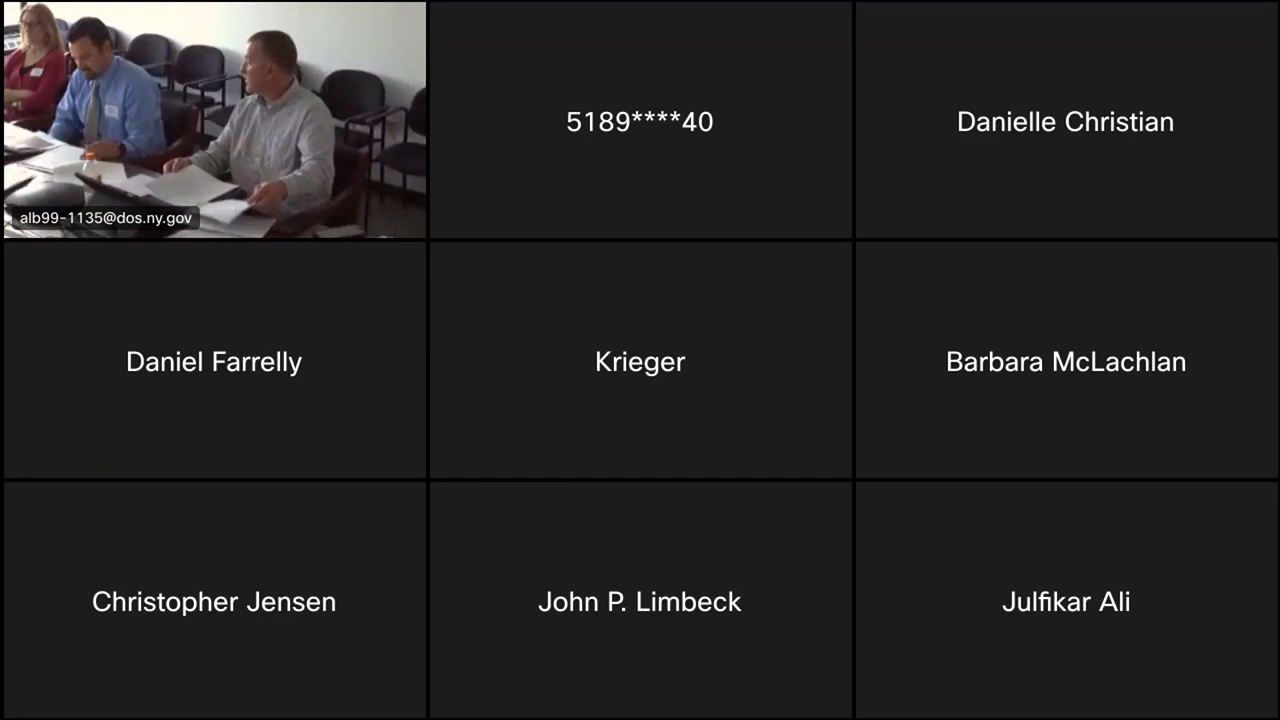 alb99-1135@dos.ny.gov
5189****40
Danielle Christian
Daniel Farrelly
Krieger
Barbara McLachlan
Christopher Jensen
John P. Limbeck
Julfikar Ali